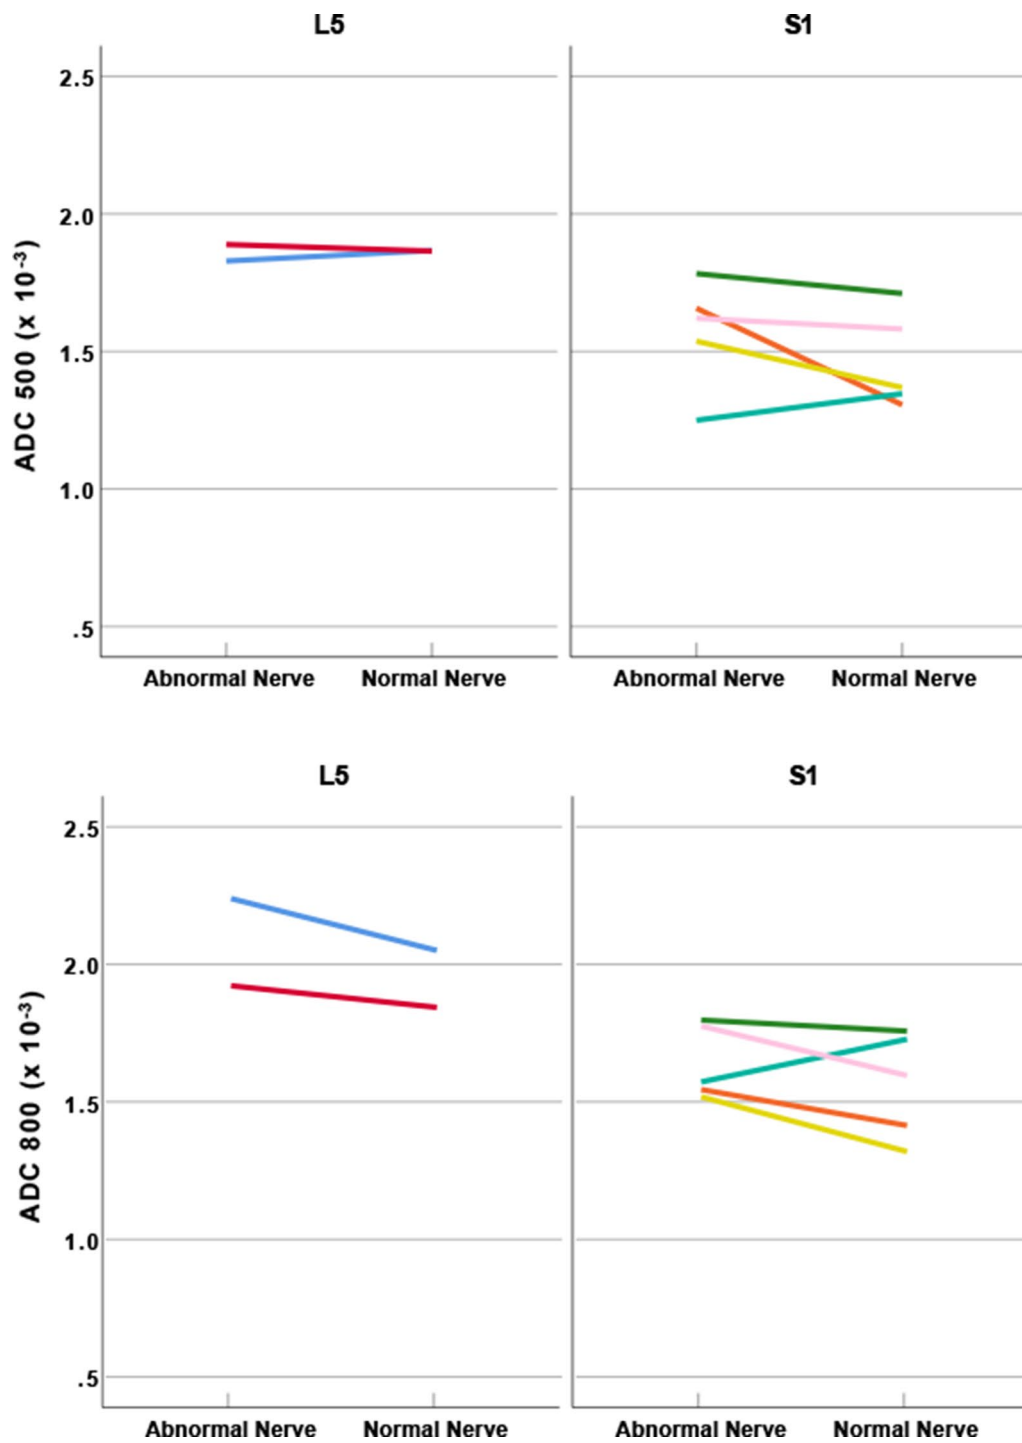 L5 S1
2.5
2.0
1.5
1.0
.5
ADC 500 (x 10-3)
Abnormal Nerve Normal Nerve Abnormal Nerve Normal Nerve
L5 S1
2.5
2.0
1.5
1.0
.5
ADC 800 (x 10-3)
Abnormal Nerve Normal Nerve Abnormal Nerve Normal Nerve